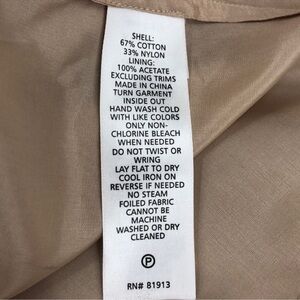 SHELL:
67% COTTON
33% NYLON
LINING:
100% ACETATE
EXCLUDING TRIMS
MADE IN CHINA
TURN GARMENT
INSIDE OUT
HAND WASH COLD
WITH LIKE COLORS
ONLY NON-
CHLORINE BLEACH
WHEN NEEDED
DO NOT TWIST OR
WRING
LAY FLAT TO DRY
COOL IRON ON
REVERSE IF NEEDED
NO STEAM
FOILED FABRIC
CANNOT BE
MACHINE
WASHED OR DRY
CLEANED
P
RN# 81913